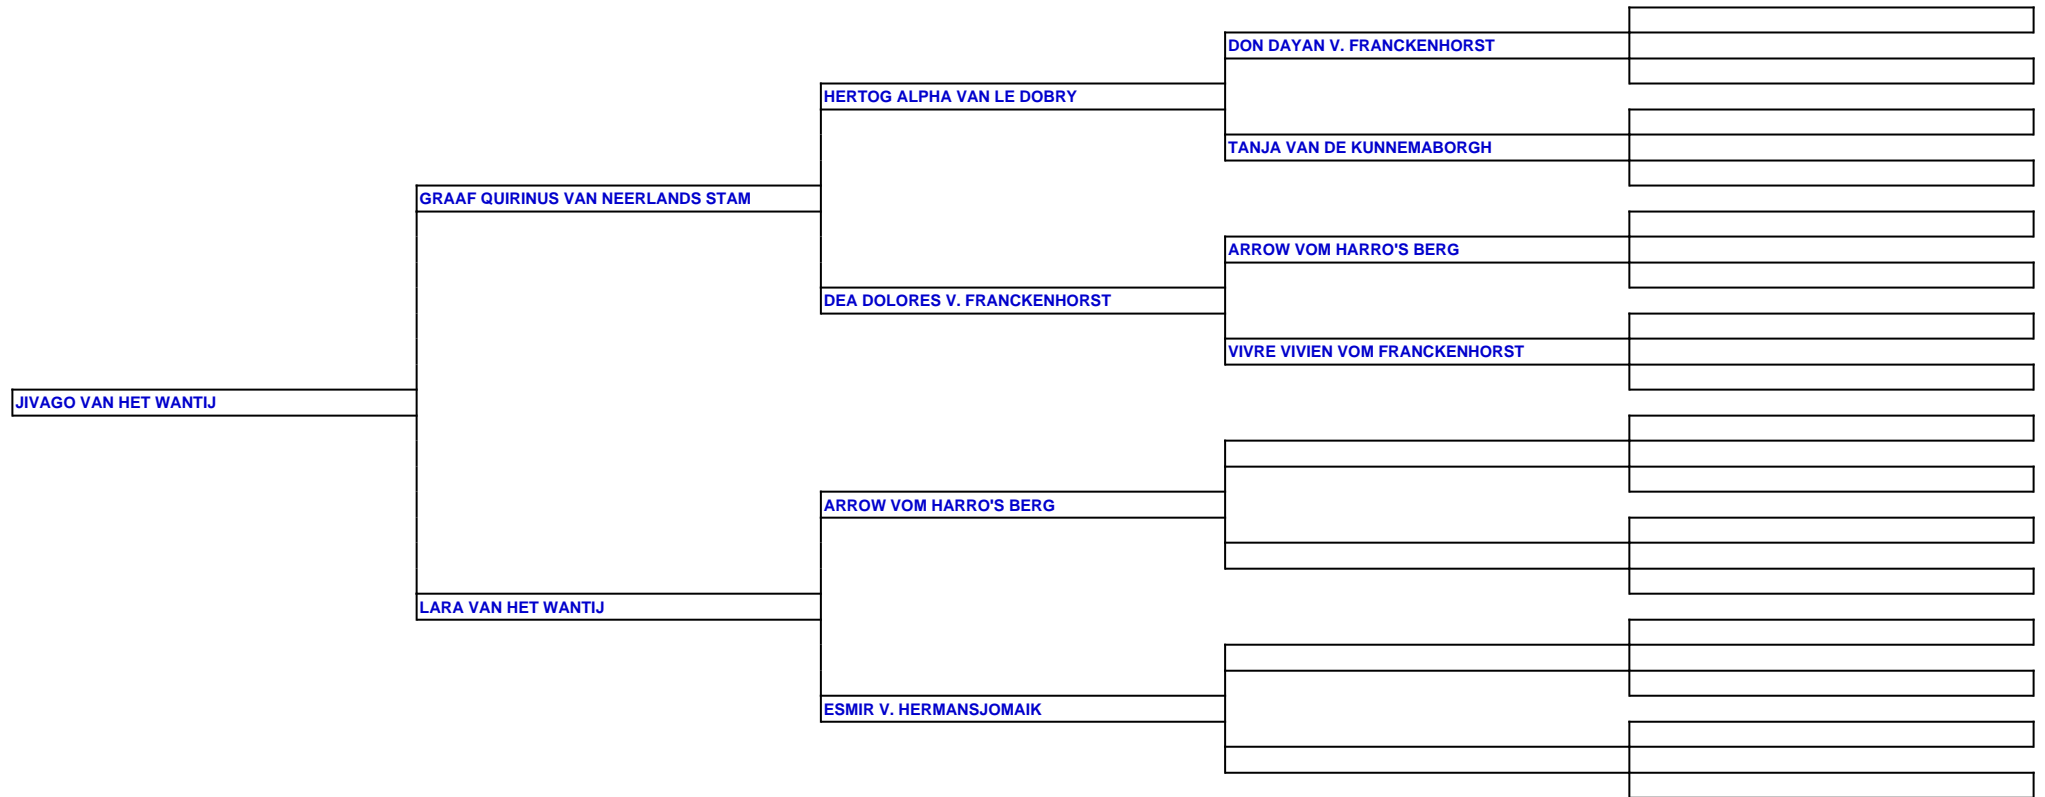 DON DAYAN V. FRANCKENHORST
HERTOG ALPHA VAN LE DOBRY
TANJA VAN DE KUNNEMABORGH
GRAAF QUIRINUS VAN NEERLANDS STAM
ARROW VOM HARRO'S BERG
DEA DOLORES V. FRANCKENHORST
VIVRE VIVIEN VOM FRANCKENHORST
JIVAGO VAN HET WANTIJ
ARROW VOM HARRO'S BERG
LARA VAN HET WANTIJ
ESMIR V. HERMANSJOMAIK